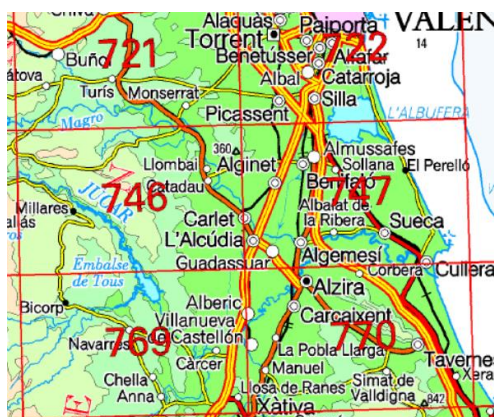 Chiva
Alaquàs
Paiporta
VALEN
Torrent
14
721
722
Benetússer
Alfafar
Buño
Albal
Catarroja
Turís
Silla
Monserrat
Picassent
L'ALBUFERA
Magro
Almussafes
360
Llombai
Alginet
Sollana
El Perelló
Catadau
Benifaió
746
747
JÚCAR
Millares
Carlet
Albalat de
la Ribera
Sueca
L'Alcúdia
Guadassuar
Algemesí
Corbera
Cullera
Embalse
de Tous
Alzira
Bicorp
Alberic
Carcaixent
Villanueva
de Castellón
769
770
Navarrés
La Pobla Llarga
Tavernes
Càrcer
Manuel
Chella
Simat de
Valldigna
Xera
Anna
Llosa de Ranes
842
Xàtiva